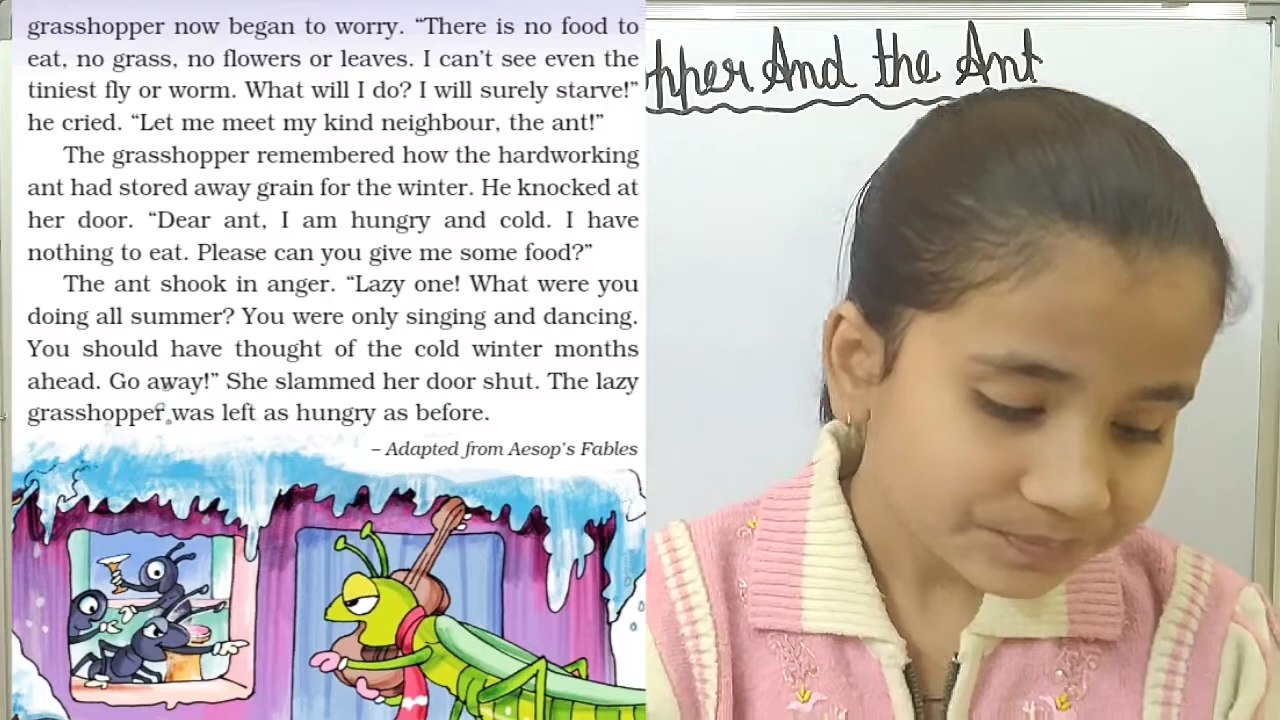 grasshopper now began to worry. “There is no food to
eat, no grass, no flowers or leaves. I can’t see even the
tiniest fly or worm. What will I do? I will surely starve!”
he cried. “Let me meet my kind neighbour, the ant!”
The grasshopper remembered how the hardworking
ant had stored away grain for the winter. He knocked at
her door. “Dear ant, I am hungry and cold. I have
nothing to eat. Please can you give me some food?”
The ant shook in anger. “Lazy one! What were you
doing all summer? You were only singing and dancing.
You should have thought of the cold winter months
ahead. Go away!” She slammed her door shut. The lazy
grasshopper was left as hungry as before.
– Adapted from Aesop’s Fables
opper And the Ant